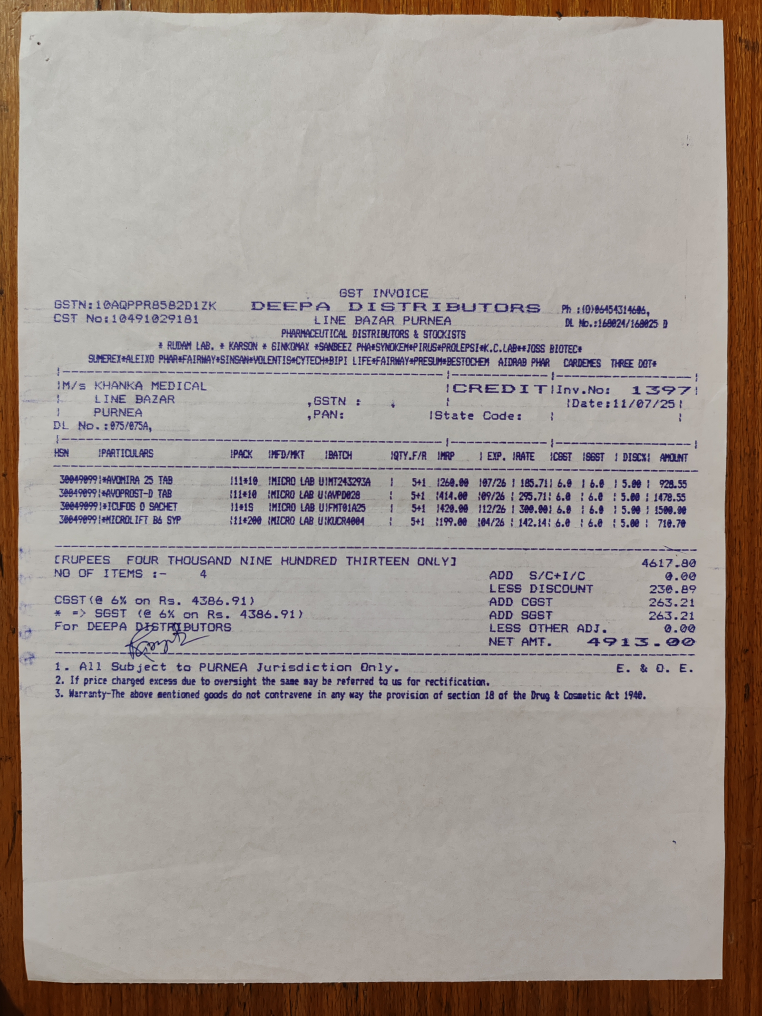 GST INVOICE
GSTN:10AQPPR8582D1ZK DEEPA DISTRIBUTORS Ph :(O)06454314606,
CST No:10491029181 LINE BAZAR PURNEA DL No.:160024/160025 D
PHARMACEUTICAL DISTRIBUTORS & STOCKISTS
* RUDAM LAB. * KARSON * GINKOMAX *SANBEEZ PHA*SYNOKEM*PIRUS*PROLEPSI*K.C.LAB**JOSS BIOTEC*
SUMEREX*ALEIXO PHAR*FAIRWAY*SINSAN*VOLENTIS*CYTECH*BIPI LIFE*FAIRWAY*PRESUM*BESTOCHEM AIDRAB PHAR CARDEMES THREE DOT*
M/s KHANKA MEDICAL CREDIT Inv.No: 1397
LINE BAZAR ,GSTN : Date:11/07/25
PURNEA ,PAN: State Code:
DL No.:075/075A,
HSN PARTICULARS PACK MFD/MKT BATCH QTY.F/R MRP EXP. RATE CGST SGST DISC% AMOUNT
30049099 *AVOMIRA 25 TAB 11*10 MICRO LAB U MT243293A 5+1 260.00 07/26 185.71 6.0 6.0 5.00 928.55
30049099 *AVOPROST-D TAB 11*10 MICRO LAB U AVPD028 5+1 414.00 09/26 295.71 6.0 6.0 5.00 1478.55
30049099 *ICUFOS D SACHET 1*1S MICRO LAB U FMT01A25 5+1 420.00 12/26 300.00 6.0 6.0 5.00 1500.00
30049099 *MICROLIFT B6 SYP 11*200 MICRO LAB U KUCR4004 5+1 199.00 04/26 142.14 6.0 6.0 5.00 710.70
[RUPEES FOUR THOUSAND NINE HUNDRED THIRTEEN ONLY] 4617.80
NO OF ITEMS :- 4 ADD S/C+I/C 0.00
LESS DISCOUNT 230.89
CGST(@ 6% on Rs. 4386.91) ADD CGST 263.21
* => SGST (@ 6% on Rs. 4386.91) ADD SGST 263.21
For DEEPA DISTRIBUTORS LESS OTHER ADJ. 0.00
NET AMT. 4913.00
1. All Subject to PURNEA Jurisdiction Only. E. & O. E.
2. If price charged excess due to oversight the same may be referred to us for rectification.
3. Warranty-The above mentioned goods do not contravene in any way the provision of section 18 of the Drug & Cosmetic Act 1940.